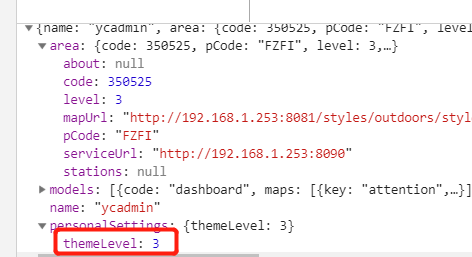 ▼{name: "ycadmin", area: {code: 350525, pCode: "FZFI", level
▼area: {code: 350525, pCode: "FZFI", level: 3,…}
about: null
code: 350525
level: 3
mapUrl: "http://192.168.1.253:8081/styles/outdoors/style
pCode: "FZFI"
serviceUrl: "http://192.168.1.253:8090"
stations: null
▶models: [{code: "dashboard", maps: [{key: "attention",…}]
name: "ycadmin"
▼personalSettings: {themeLevel: 3}
themeLevel: 3